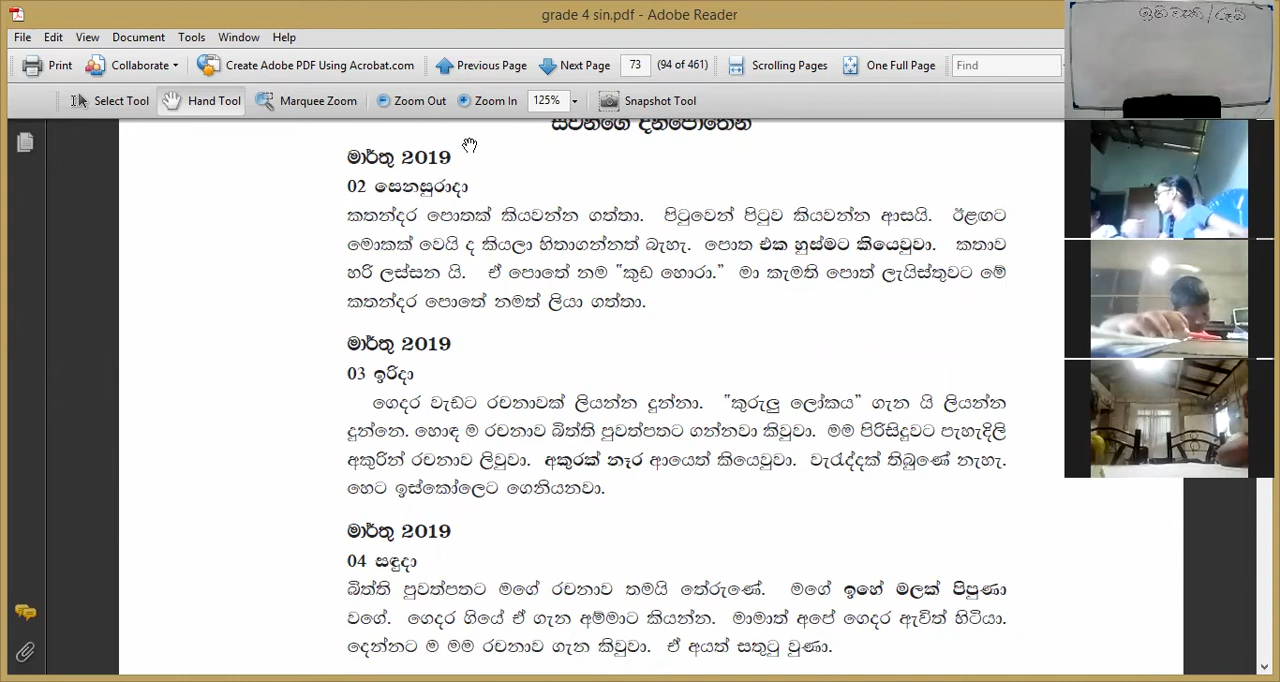 grade 4 sin.pdf - Adobe Reader
File Edit View Document Tools Window Help
Print Collaborate Create Adobe PDF Using Acrobat.com Previous Page Next Page 73 (94 of 461) Scrolling Pages One Full Page Find
Select Tool Hand Tool Marquee Zoom Zoom Out Zoom In 125% Snapshot Tool
සවනගේ දිනපොතෙන්
මාර්තු 2019
02 සෙනසුරාදා
කතන්දර පොතක් කියවන්න ගත්තා. පිටුවෙන් පිටුව කියවන්න ආසයි. ඊළඟට
මොකක් වෙයි ද කියලා හිතාගන්නත් බැහැ. පොත එක හුස්මට කියෙවුවා. කතාව
හරි ලස්සන යි. ඒ පොතේ නම “කුඩ හොරා.” මා කැමති පොත් ලැයිස්තුවට මේ
කතන්දර පොතේ නමත් ලියා ගත්තා.
මාර්තු 2019
03 ඉරිදා
ගෙදර වැඩට රචනාවක් ලියන්න දුන්නා. “කුරුලු ලෝකය” ගැන යි ලියන්න
දුන්නෙ. හොඳ ම රචනාව බිත්ති පුවත්පතට ගන්නවා කිවුවා. මම පිරිසිදුවට පැහැදිලි
අකුරින් රචනාව ලිවුවා. අකුරක් නෑර ආයෙත් කියෙවුවා. වැරැද්දක් තිබුණේ නැහැ.
හෙට ඉස්කෝලෙට ගෙනියනවා.
මාර්තු 2019
04 සඳුදා
බිත්ති පුවත්පතට මගේ රචනාව තමයි තේරුණේ. මගේ ඉහේ මලක් පිපුණා
වගේ. ගෙදර ගියේ ඒ ගැන අම්මාට කියන්න. මාමාත් අපේ ගෙදර ඇවිත් හිටියා.
දෙන්නට ම මම රචනාව ගැන කිවුවා. ඒ අයත් සතුටු වුණා.